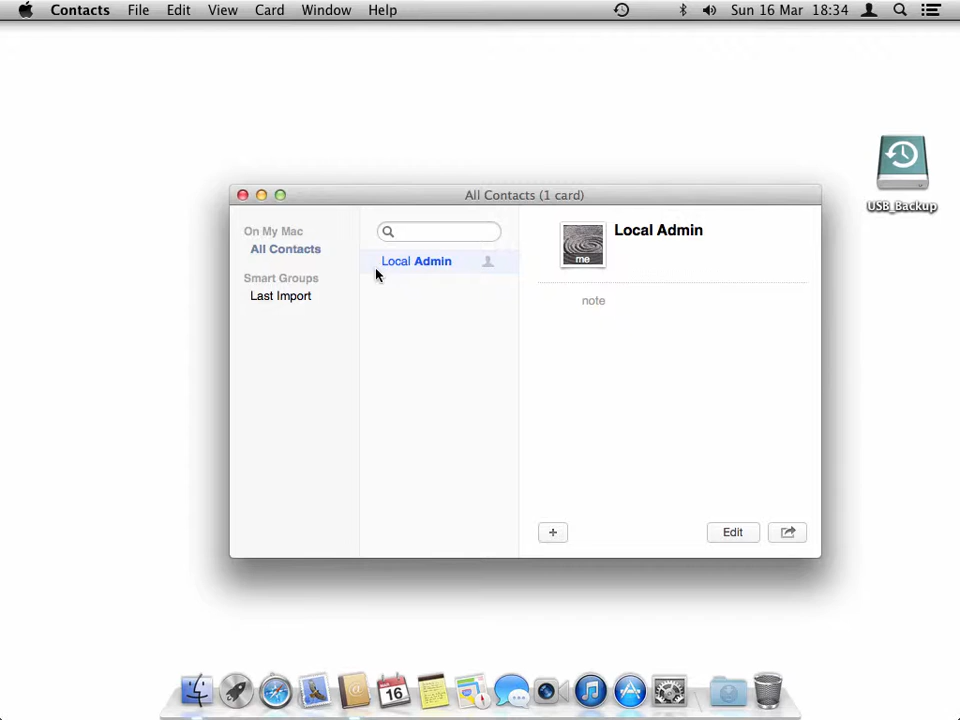 Contacts File Edit View Card Window Help Sun 16 Mar 18:34
USB_Backup
All Contacts (1 card)
On My Mac
All Contacts
Smart Groups
Last Import
Local Admin
me
Local Admin
note
+
Edit
16